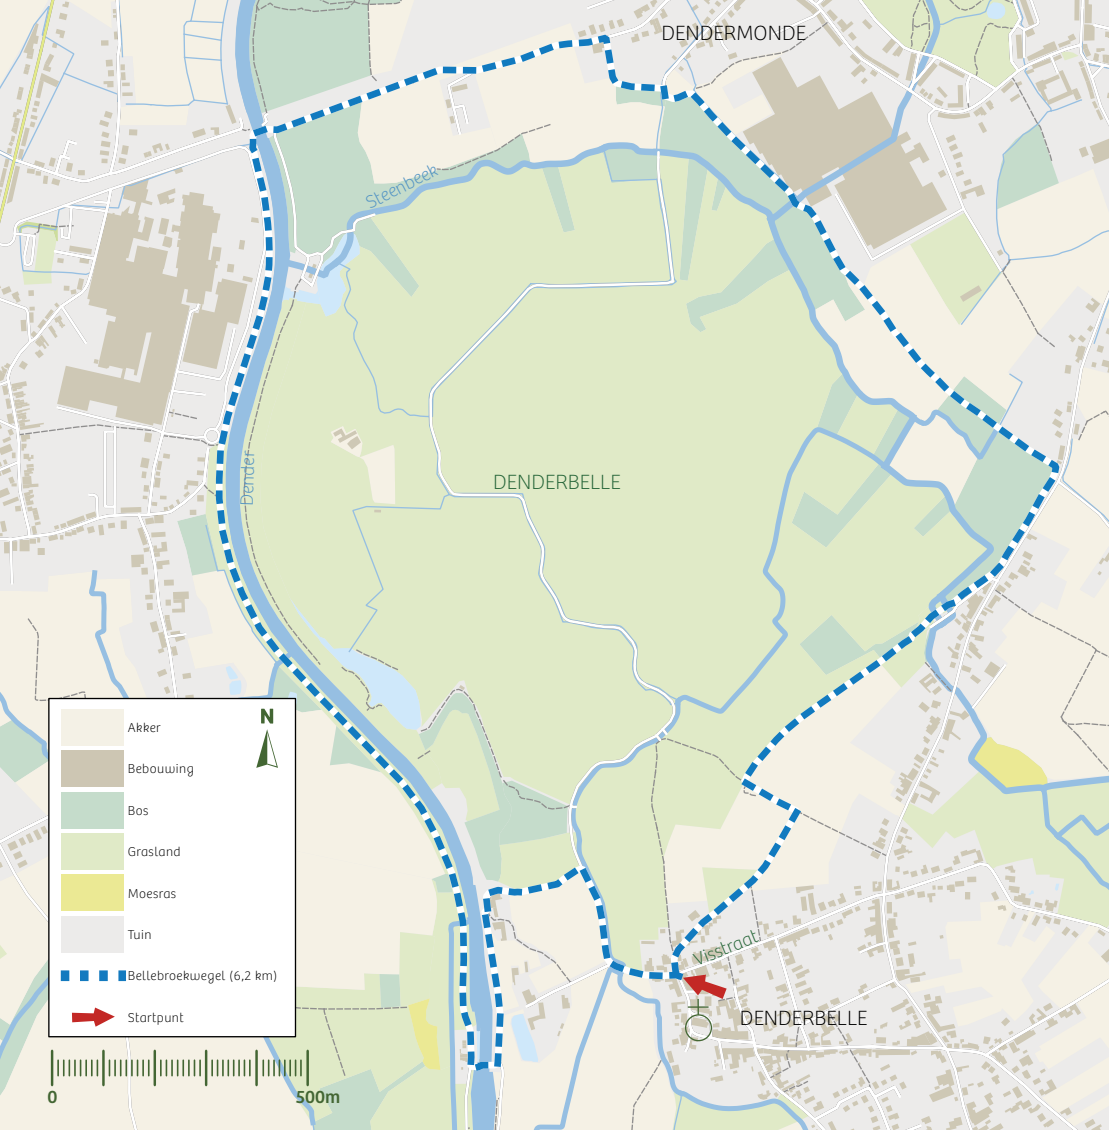 DENDERMONDE
Steenbeek
Dender
DENDERBELLE
Visstraat
DENDERBELLE
N
Akker
Bebouwing
Bos
Grasland
Moesras
Tuin
Bellebroekwegel (6,2 km)
Startpunt
0 500m